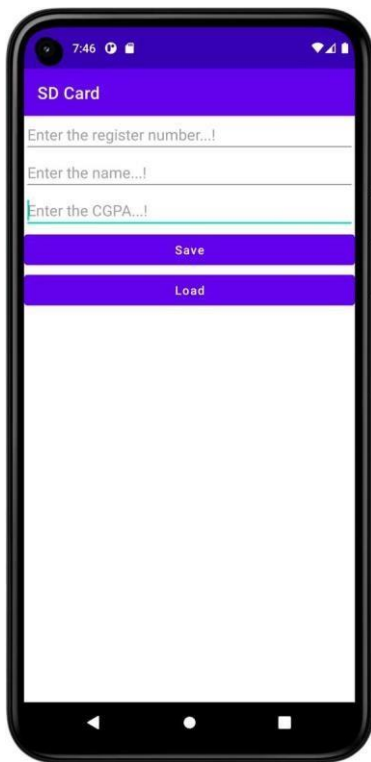 7:46
SD Card
Enter the register number...!
Enter the name...!
Enter the CGPA...!
Save
Load